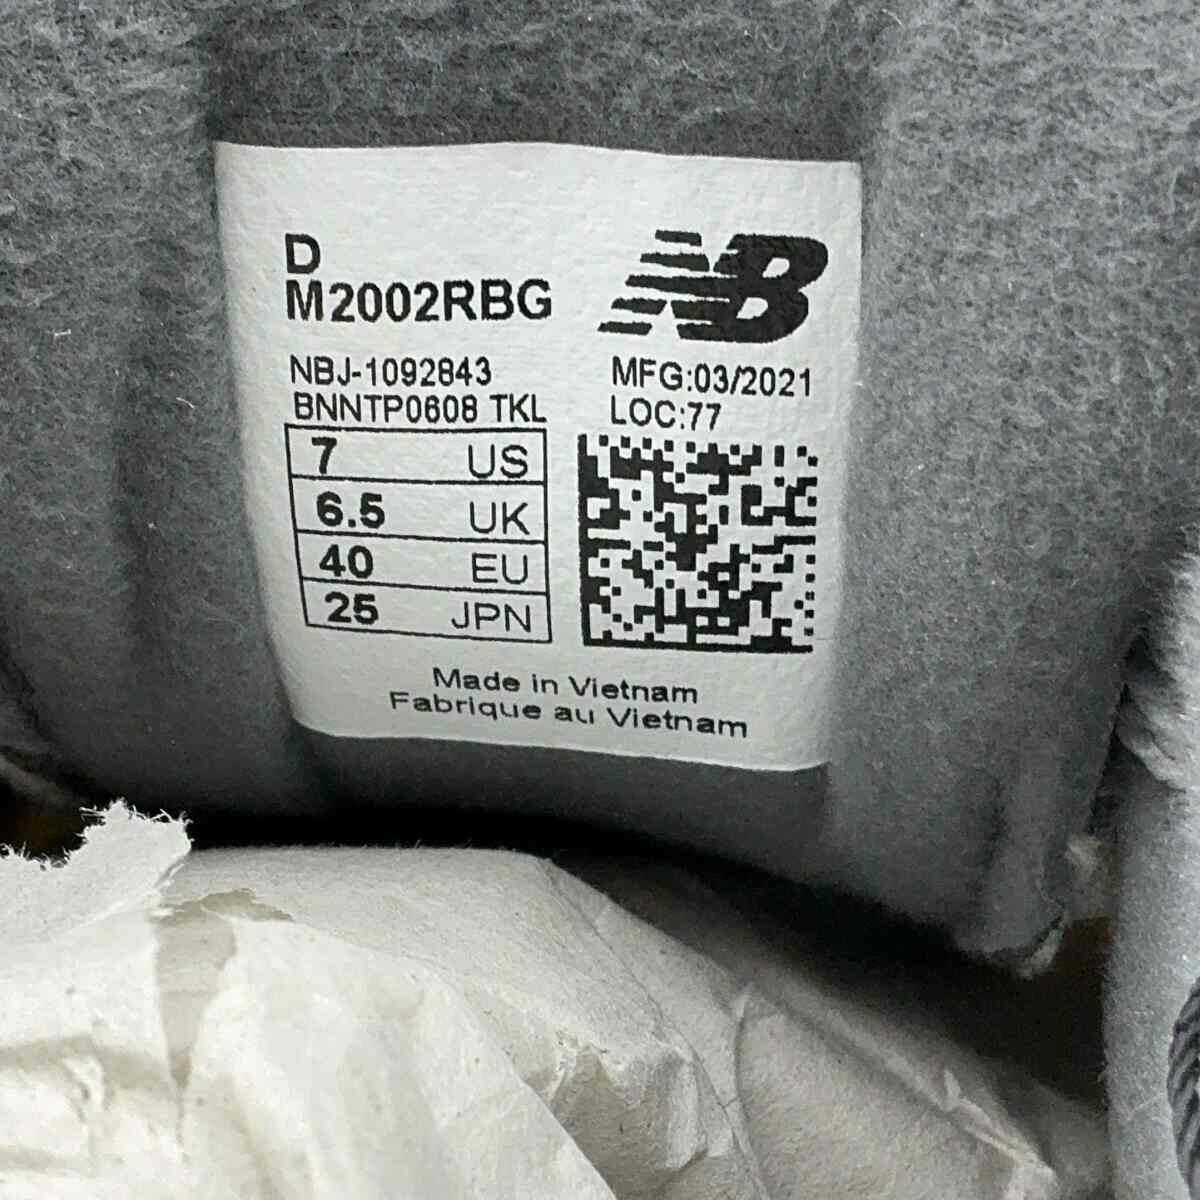 D
M2002RBG
NB
NBJ-1092843
BNNTP0608 TKL
MFG:03/2021
LOC:77
7 US
6.5 UK
40 EU
25 JPN
Made in Vietnam
Fabrique au Vietnam